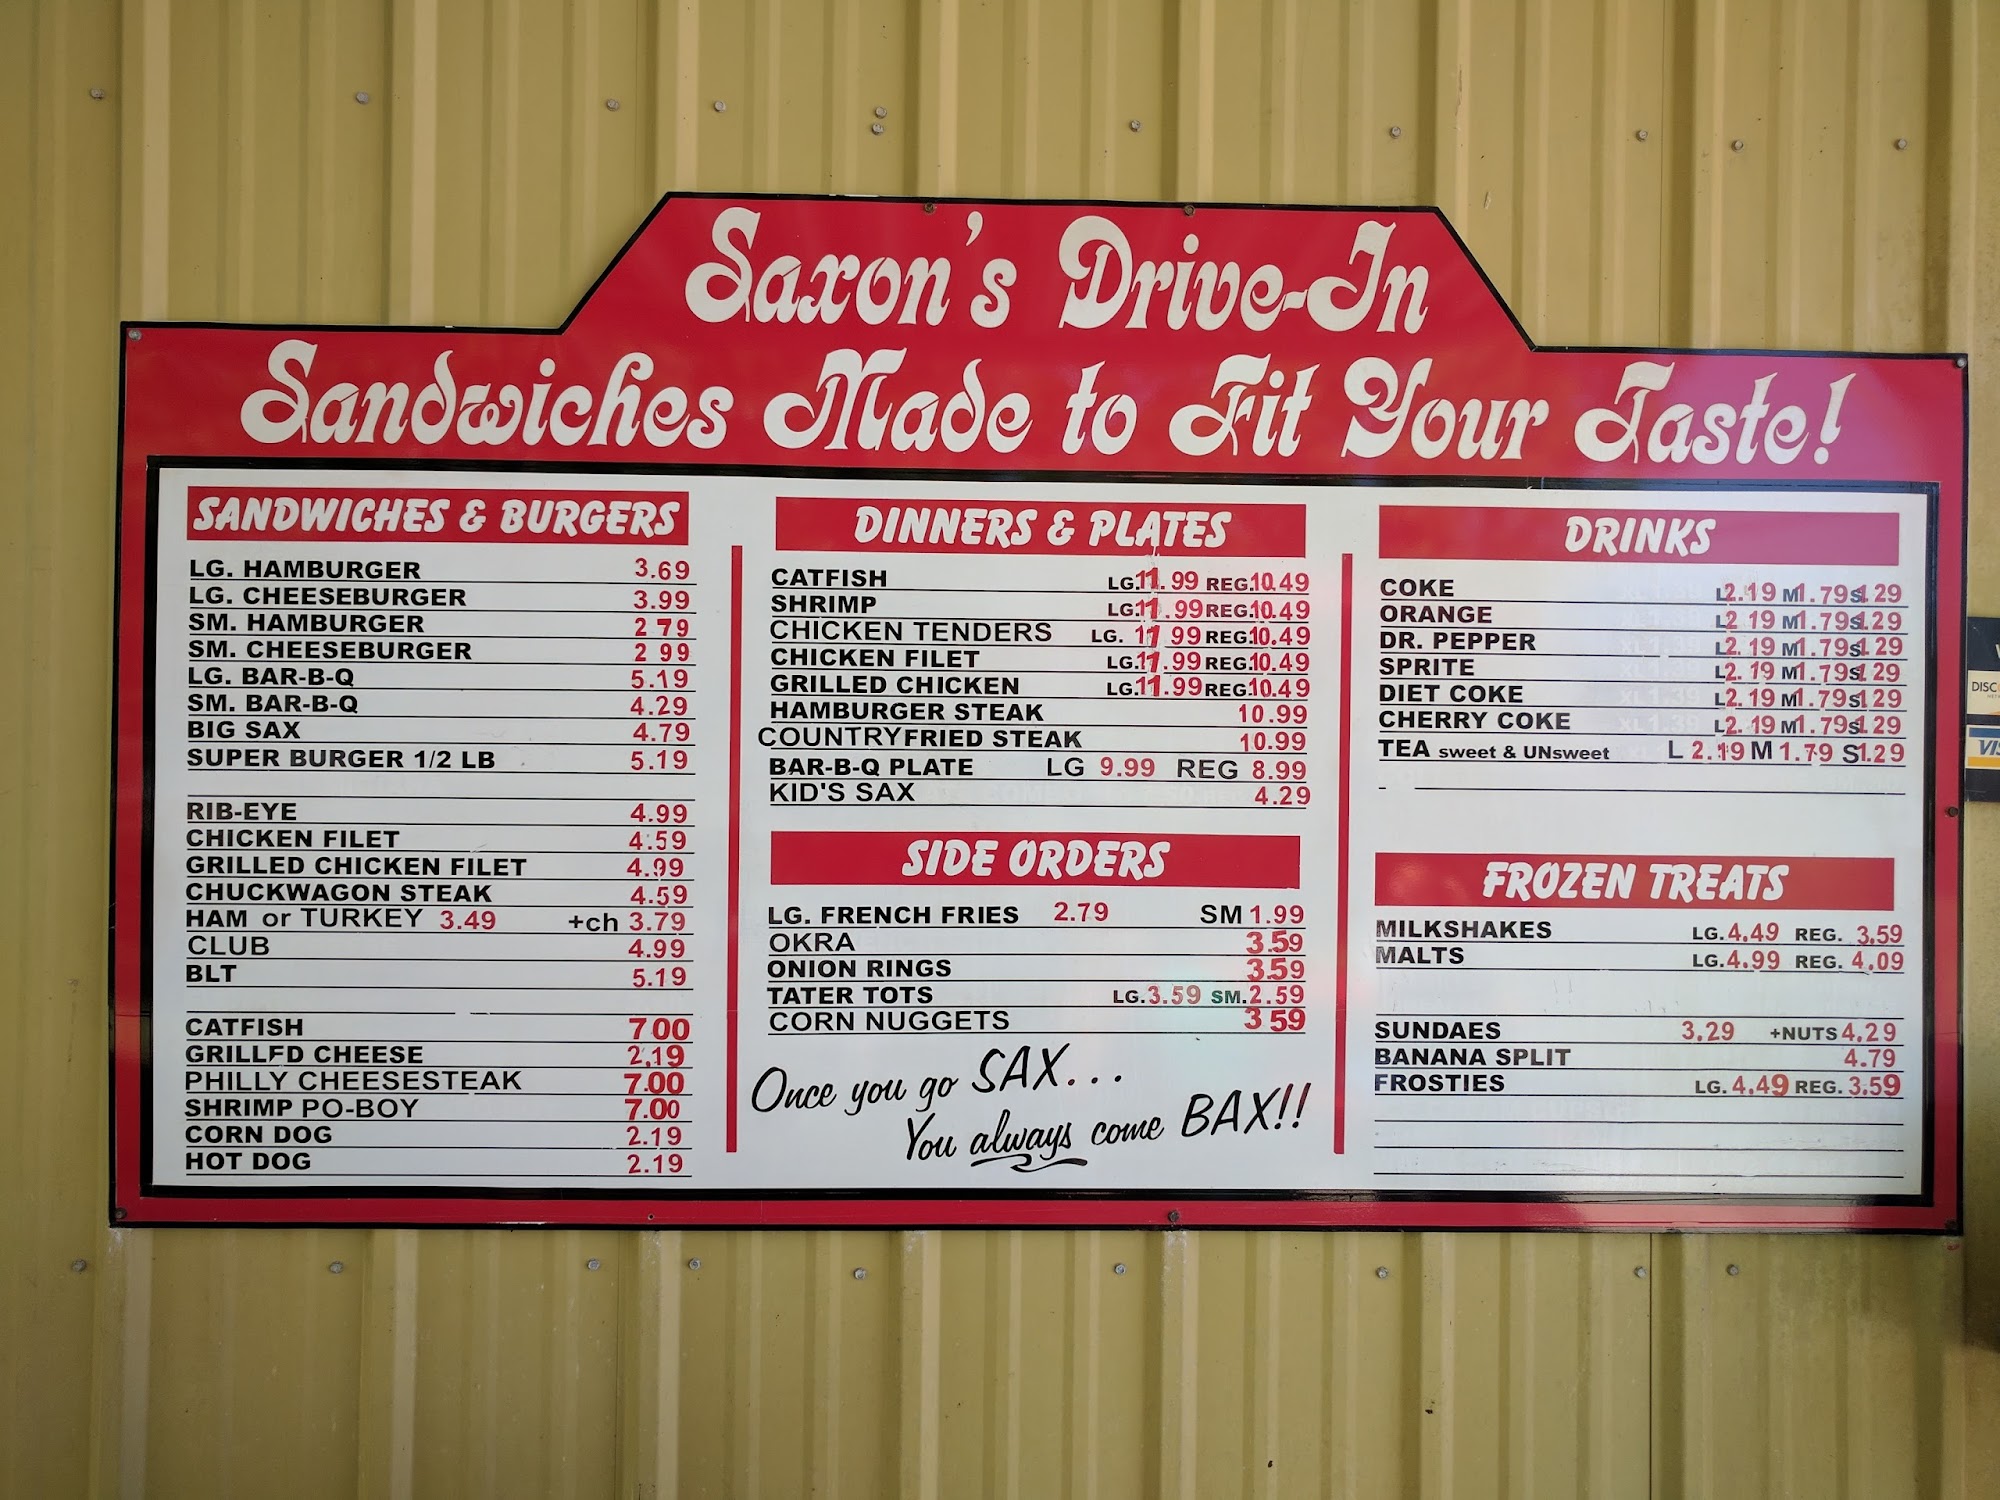 Saxon's Drive-In
Sandwiches Made to Fit Your Taste!
SANDWICHES & BURGERS
LG. HAMBURGER 3.69
LG. CHEESEBURGER 3.99
SM. HAMBURGER 2 79
SM. CHEESEBURGER 2 99
LG. BAR-B-Q 5.19
SM. BAR-B-Q 4.29
BIG SAX 4.79
SUPER BURGER 1/2 LB 5.19
RIB-EYE 4.99
CHICKEN FILET 4.59
GRILLED CHICKEN FILET 4.99
CHUCKWAGON STEAK 4.59
HAM or TURKEY 3.49 +ch 3.79
CLUB 4.99
BLT 5.19
CATFISH 7 00
GRILLED CHEESE 2.19
PHILLY CHEESESTEAK 7.00
SHRIMP PO-BOY 7.00
CORN DOG 2.19
HOT DOG 2.19
DINNERS & PLATES
CATFISH LG. 11.99 REG. 10.49
SHRIMP LG. 11.99 REG. 10.49
CHICKEN TENDERS LG. 11.99 REG. 10.49
CHICKEN FILET LG. 11.99 REG. 10.49
GRILLED CHICKEN LG. 11.99 REG. 10.49
HAMBURGER STEAK 10.99
COUNTRY FRIED STEAK 10.99
BAR-B-Q PLATE LG 9.99 REG 8.99
KID'S SAX 4.29
SIDE ORDERS
LG. FRENCH FRIES 2.79 SM 1.99
OKRA 3.59
ONION RINGS 3.59
TATER TOTS LG. 3.59 SM. 2.59
CORN NUGGETS 3 59
Once you go SAX...
You always come BAX!!
DRINKS
COKE L 2.19 M 1.79 S 1.29
ORANGE L 2 19 M 1.79 S 1.29
DR. PEPPER L 2.19 M 1.79 S 1.29
SPRITE L 2.19 M 1.79 S 1.29
DIET COKE L 2.19 M 1.79 S 1.29
CHERRY COKE L 2.19 M 1.79 S 1.29
TEA sweet & UNsweet L 2.19 M 1.79 S 1.29
FROZEN TREATS
MILKSHAKES LG. 4.49 REG. 3.59
MALTS LG. 4.99 REG. 4.09
SUNDAES 3.29 +NUTS 4.29
BANANA SPLIT 4.79
FROSTIES LG. 4.49 REG. 3.59